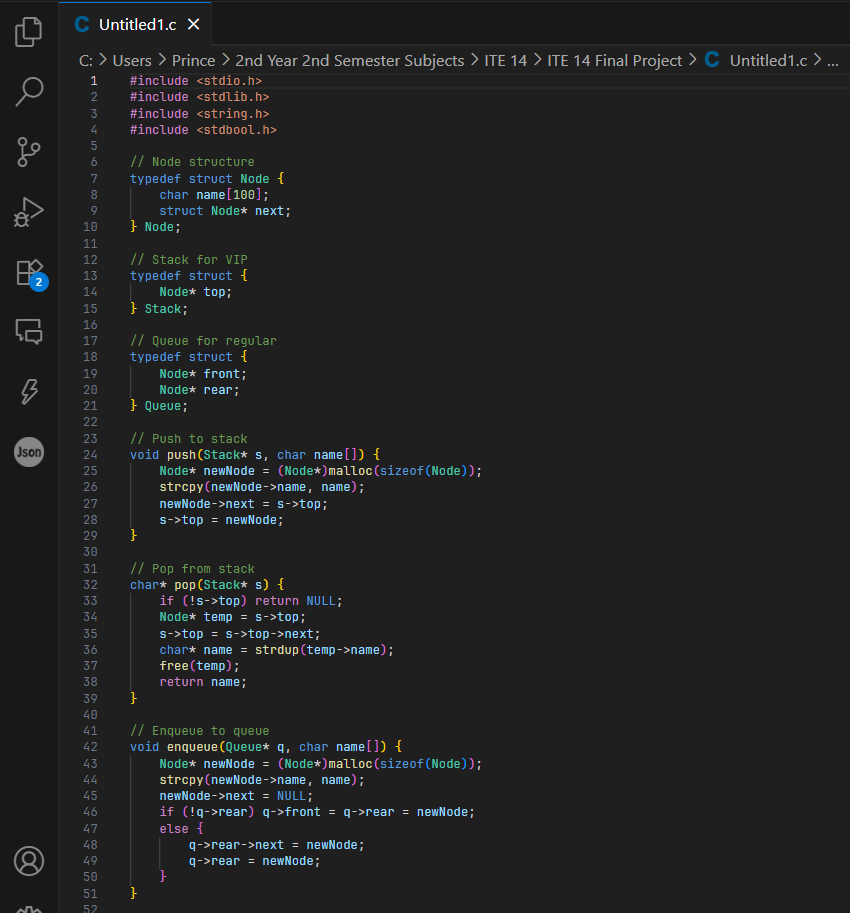 C Untitled1.c ×
C: > Users > Prince > 2nd Year 2nd Semester Subjects > ITE 14 > ITE 14 Final Project > C Untitled1.c > ...
1 #include <stdio.h>
2 #include <stdlib.h>
3 #include <string.h>
4 #include <stdbool.h>
5
6 // Node structure
7 typedef struct Node {
8     char name[100];
9     struct Node* next;
10 } Node;
11
12 // Stack for VIP
13 typedef struct {
14     Node* top;
15 } Stack;
16
17 // Queue for regular
18 typedef struct {
19     Node* front;
20     Node* rear;
21 } Queue;
22
23 // Push to stack
24 void push(Stack* s, char name[]) {
25     Node* newNode = (Node*)malloc(sizeof(Node));
26     strcpy(newNode->name, name);
27     newNode->next = s->top;
28     s->top = newNode;
29 }
30
31 // Pop from stack
32 char* pop(Stack* s) {
33     if (!s->top) return NULL;
34     Node* temp = s->top;
35     s->top = s->top->next;
36     char* name = strdup(temp->name);
37     free(temp);
38     return name;
39 }
40
41 // Enqueue to queue
42 void enqueue(Queue* q, char name[]) {
43     Node* newNode = (Node*)malloc(sizeof(Node));
44     strcpy(newNode->name, name);
45     newNode->next = NULL;
46     if (!q->rear) q->front = q->rear = newNode;
47     else {
48         q->rear->next = newNode;
49         q->rear = newNode;
50     }
51 }
52
2
Json